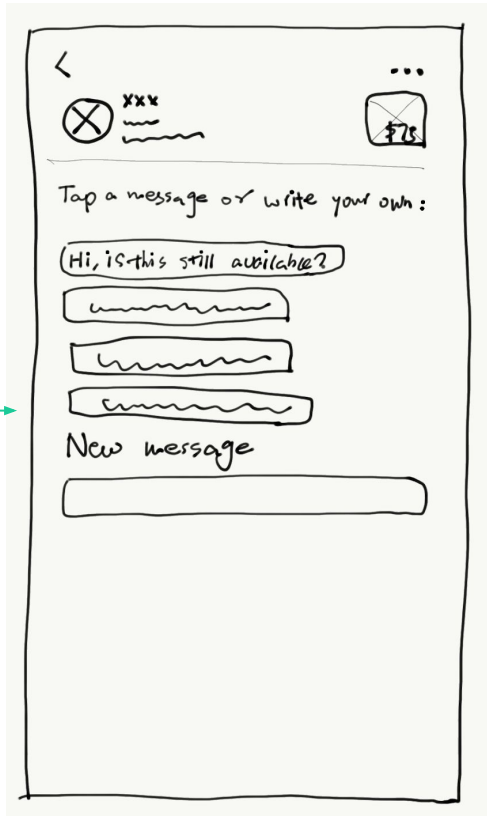 xxx
$75
Tap a message or write your own:
Hi, is this still available?
New message